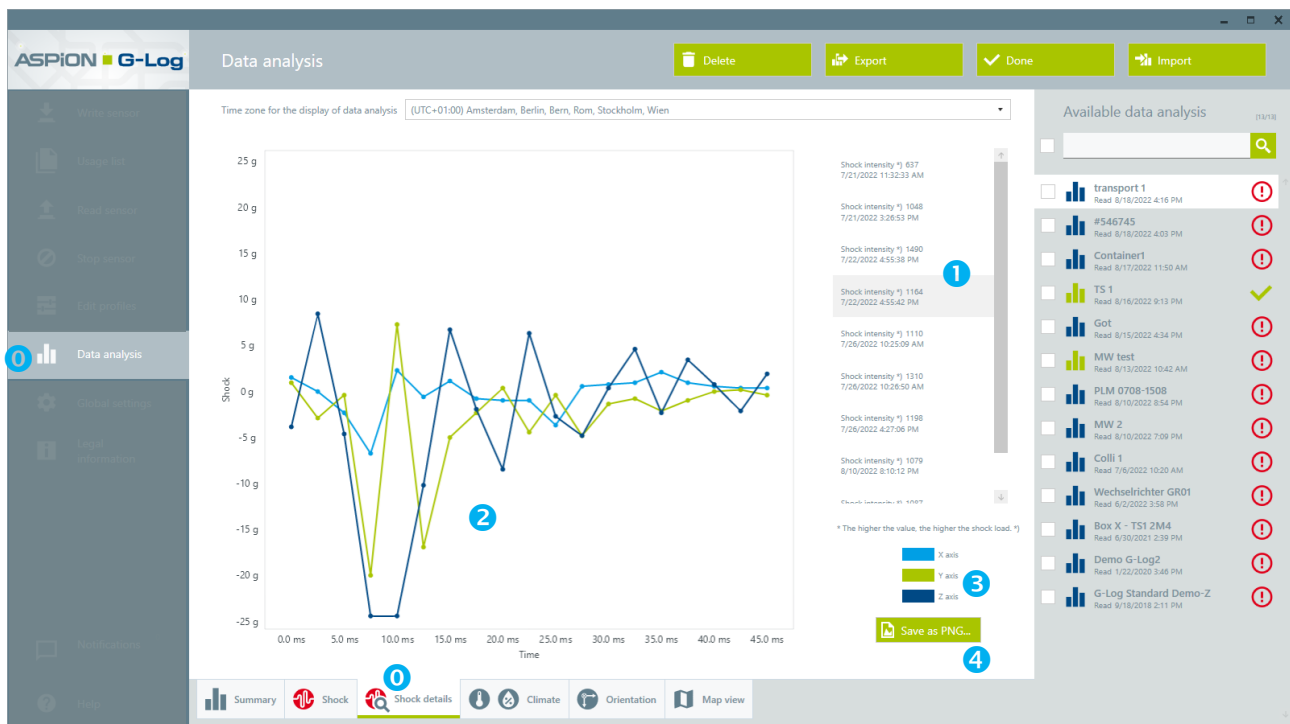 ASPiON G-Log
Data analysis
Delete
Export
Done
Import
Write sensor
Usage list
Read sensor
Stop sensor
Edit profiles
0
Data analysis
Global settings
Legal
information
Notifications
Help
Time zone for the display of data analysis
(UTC+01:00) Amsterdam, Berlin, Bern, Rom, Stockholm, Wien
25 g
20 g
15 g
10 g
5 g
0 g
-5 g
-10 g
-15 g
-20 g
-25 g
Shock
0.0 ms 5.0 ms 10.0 ms 15.0 ms 20.0 ms 25.0 ms 30.0 ms 35.0 ms 40.0 ms 45.0 ms
Time
2
Shock intensity *) 637
7/21/2022 11:32:33 AM
Shock intensity *) 1048
7/21/2022 3:26:53 PM
Shock intensity *) 1490
7/22/2022 4:55:38 PM
1
Shock intensity *) 1164
7/22/2022 4:55:42 PM
Shock intensity *) 1110
7/26/2022 10:25:09 AM
Shock intensity *) 1310
7/26/2022 10:26:50 AM
Shock intensity *) 1198
7/26/2022 4:27:06 PM
Shock intensity *) 1079
8/10/2022 8:10:12 PM
Shock intensity *) 1087
* The higher the value, the higher the shock load. *)
X axis
Y axis
Z axis
3
Save as PNG...
4
0
Summary
Shock
Shock details
Climate
Orientation
Map view
Available data analysis
[13/13]
transport 1
Read 8/18/2022 4:16 PM
#546745
Read 8/18/2022 4:03 PM
Container1
Read 8/17/2022 11:50 AM
TS 1
Read 8/16/2022 9:13 PM
Got
Read 8/15/2022 4:34 PM
MW test
Read 8/13/2022 10:42 AM
PLM 0708-1508
Read 8/10/2022 8:54 PM
MW 2
Read 8/10/2022 7:09 PM
Colli 1
Read 7/6/2022 10:20 AM
Wechselrichter GR01
Read 6/2/2022 3:58 PM
Box X - TS1 2M4
Read 6/30/2021 2:39 PM
Demo G-Log2
Read 1/22/2020 3:46 PM
G-Log Standard Demo-Z
Read 9/18/2018 2:11 PM